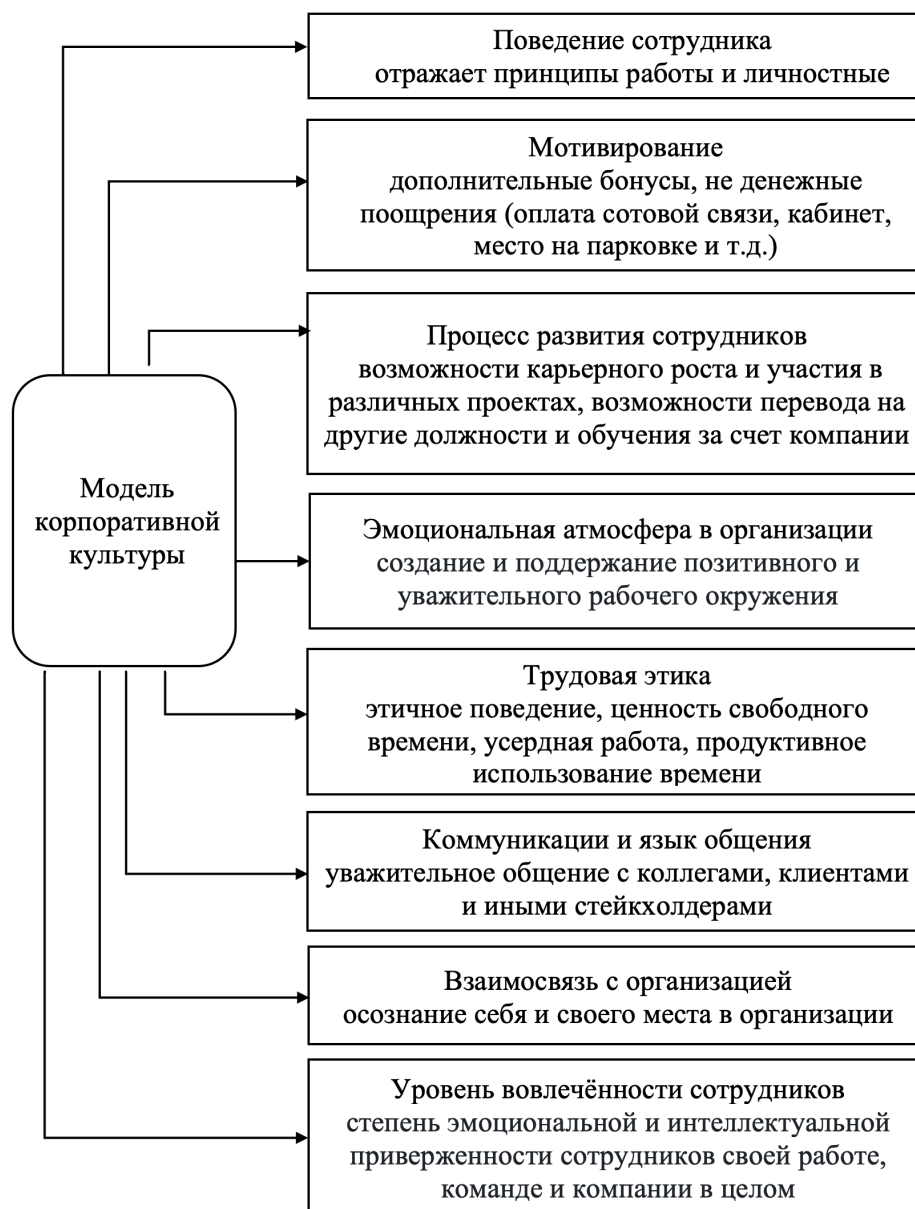 Поведение сотрудника
отражает принципы работы и личностные
Мотивирование
дополнительные бонусы, не денежные
поощрения (оплата сотовой связи, кабинет,
место на парковке и т.д.)
Процесс развития сотрудников
возможности карьерного роста и участия в
различных проектах, возможности перевода на
другие должности и обучения за счет компании
Модель
корпоративной
культуры
Эмоциональная атмосфера в организации
создание и поддержание позитивного и
уважительного рабочего окружения
Трудовая этика
этичное поведение, ценность свободного
времени, усердная работа, продуктивное
использование времени
Коммуникации и язык общения
уважительное общение с коллегами, клиентами
и иными стейкхолдерами
Взаимосвязь с организацией
осознание себя и своего места в организации
Уровень вовлечённости сотрудников
степень эмоциональной и интеллектуальной
приверженности сотрудников своей работе,
команде и компании в целом